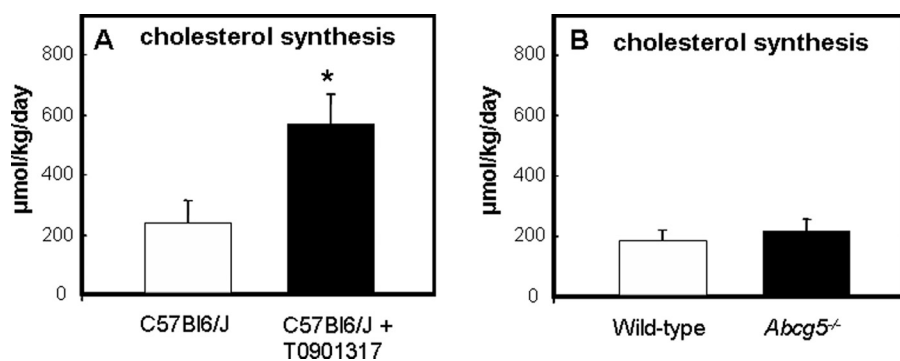 A cholesterol synthesis
µmol/kg/day
800
600
400
200
0
*
C57Bl6/J
C57Bl6/J +
T0901317
B cholesterol synthesis
µmol/kg/day
800
600
400
200
0
Wild-type
Abcg5-/-